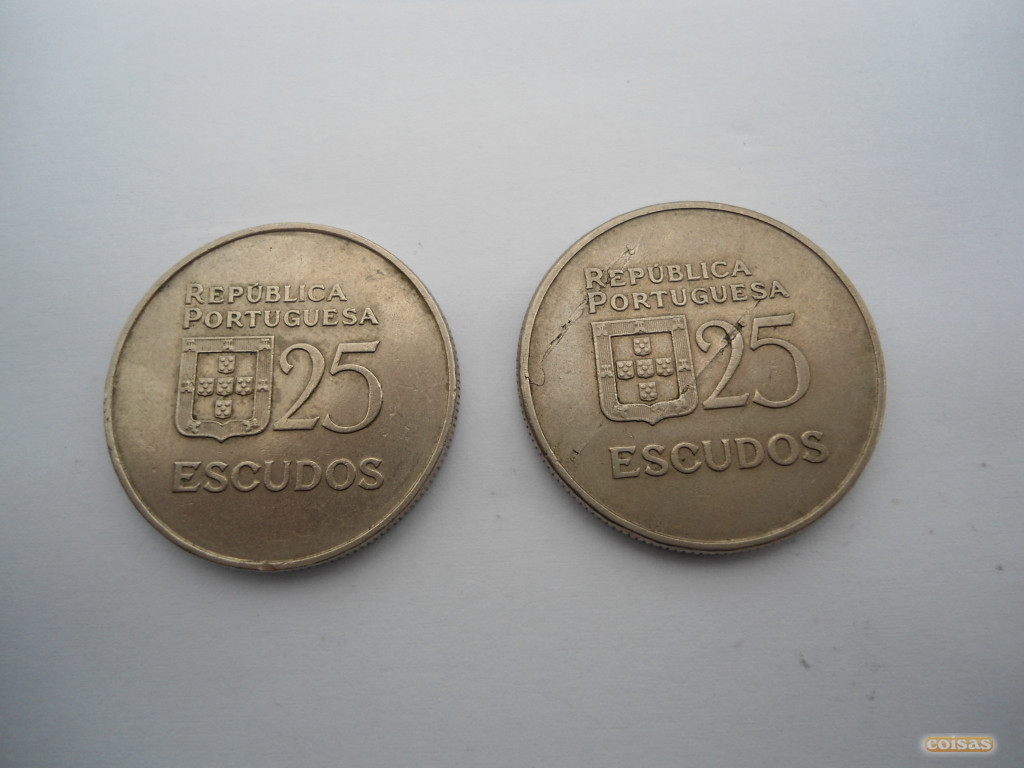 REPÚBLICA
PORTUGUESA
25
ESCUDOS
REPÚBLICA
PORTUGUESA
25
ESCUDOS
coisas